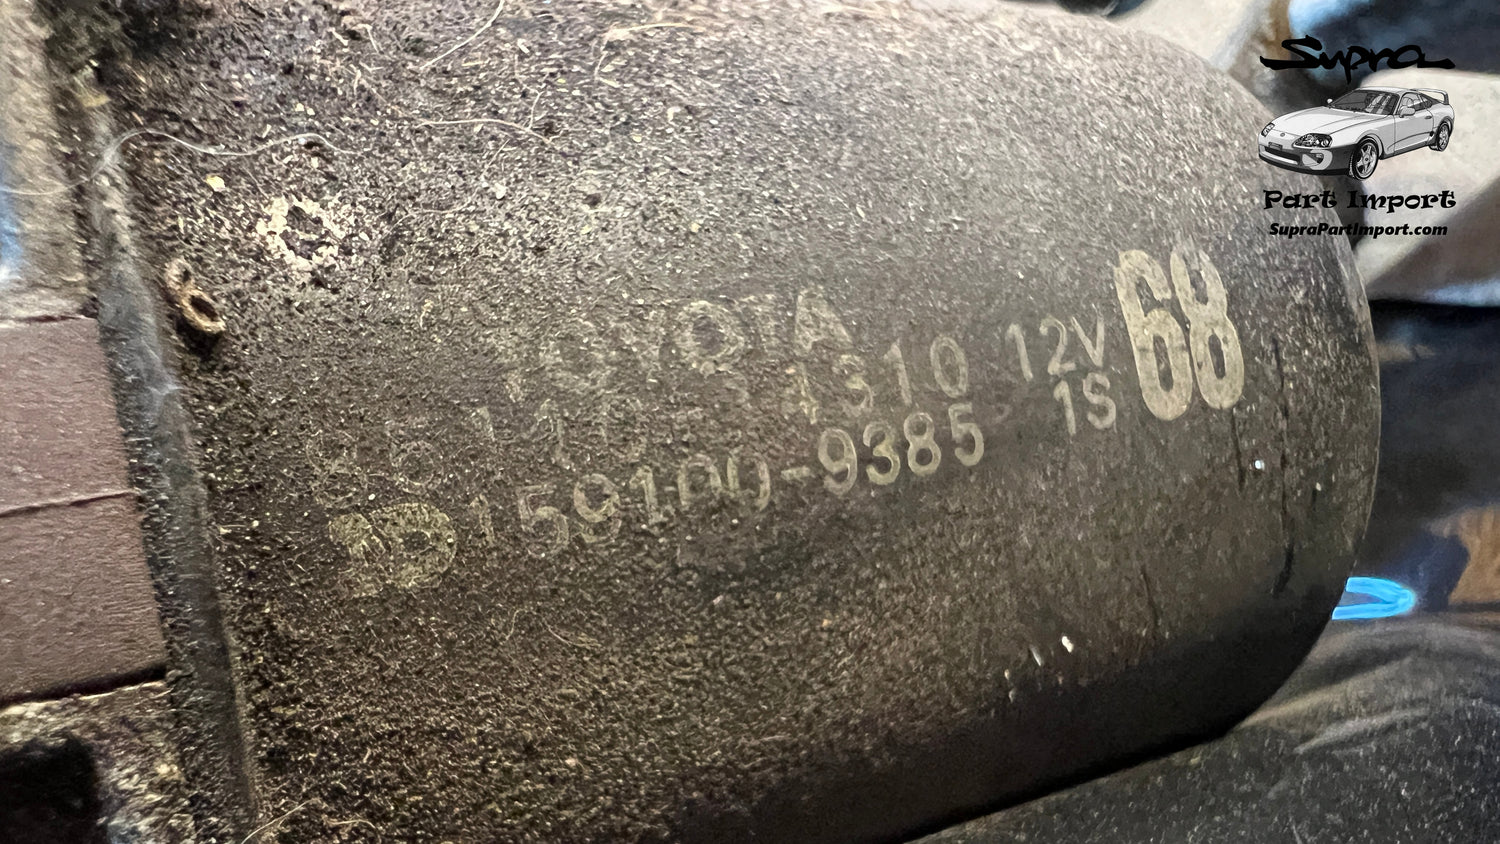 Supra
Part Import
SupraPartImport.com
TOYOTA
1310 12V 68
159100-9385 1S